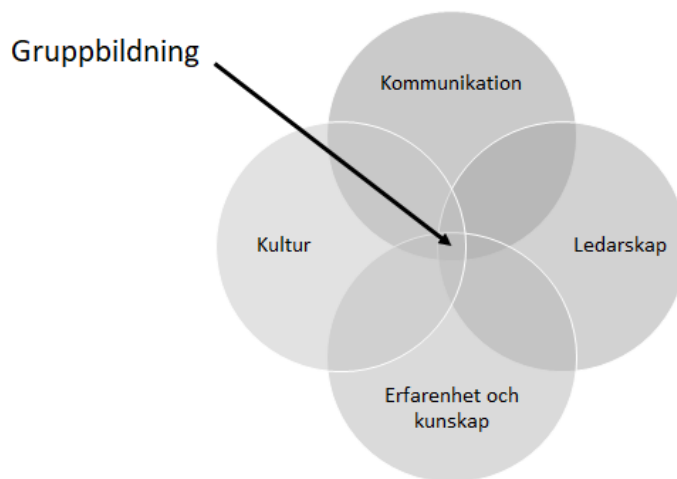 Gruppbildning
Kommunikation
Kultur
Ledarskap
Erfarenhet och
kunskap